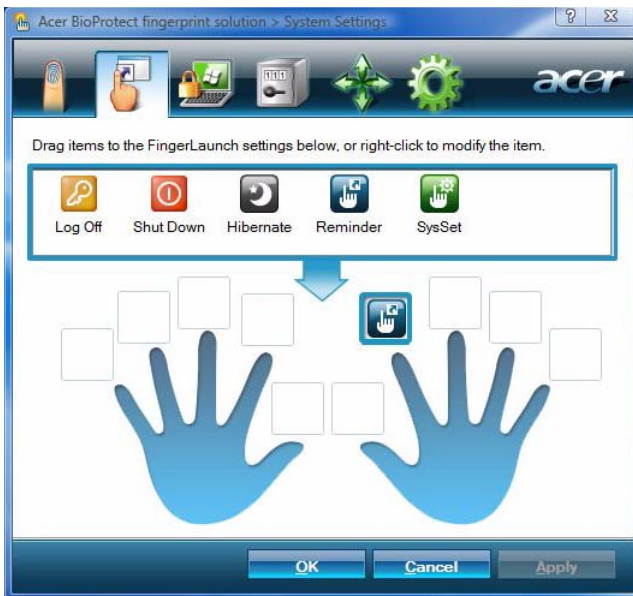 Acer BioProtect fingerprint solution > System Settings
acer
Drag items to the FingerLaunch settings below, or right-click to modify the item.
Log Off Shut Down Hibernate Reminder SysSet
OK Cancel Apply